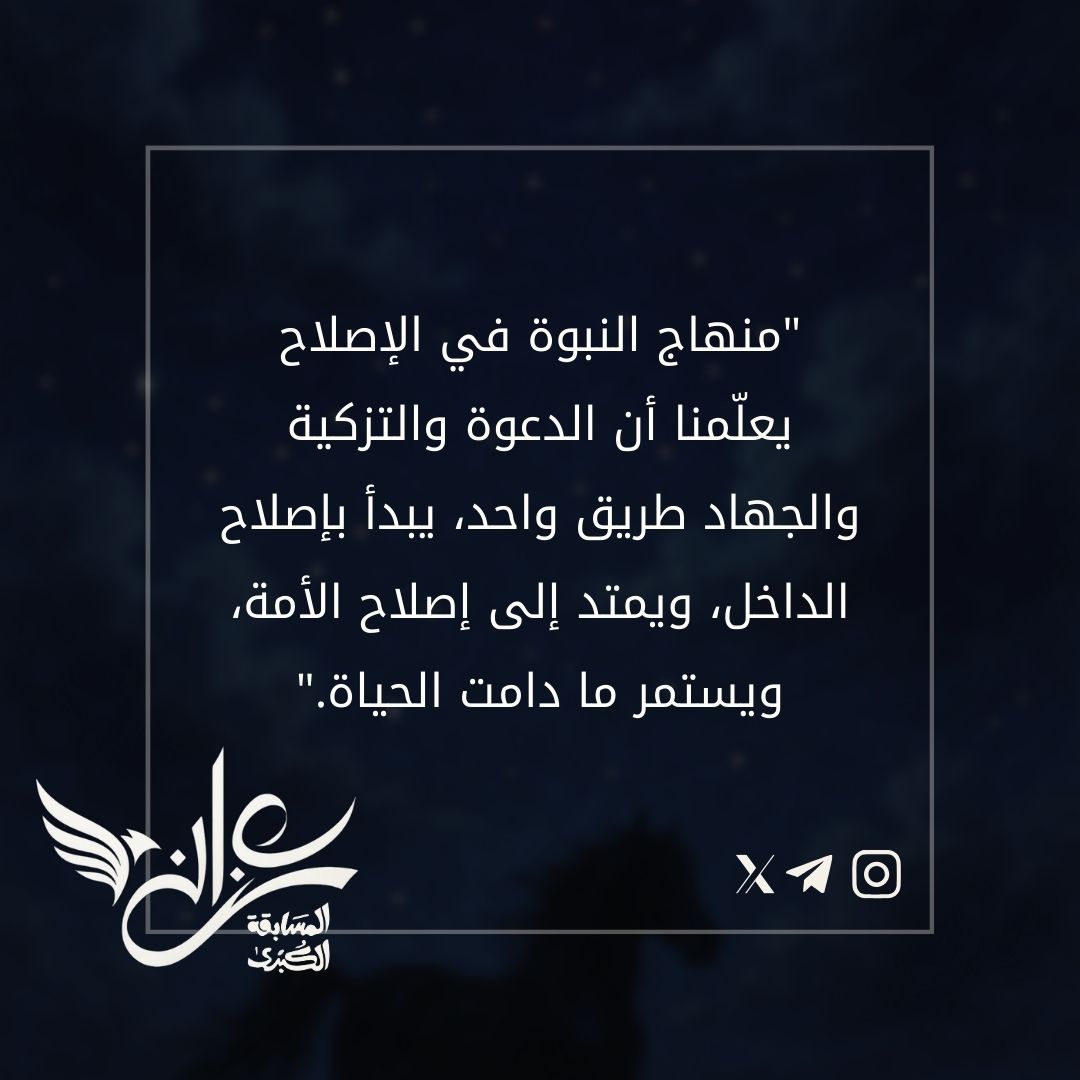 "منهاج النبوة في الإصلاح
يعلّمنا أن الدعوة والتزكية
والجهاد طريق واحد، يبدأ بإصلاح
الداخل، ويمتد إلى إصلاح الأمة،
ويستمر ما دامت الحياة."
المسابقة
الكبرى